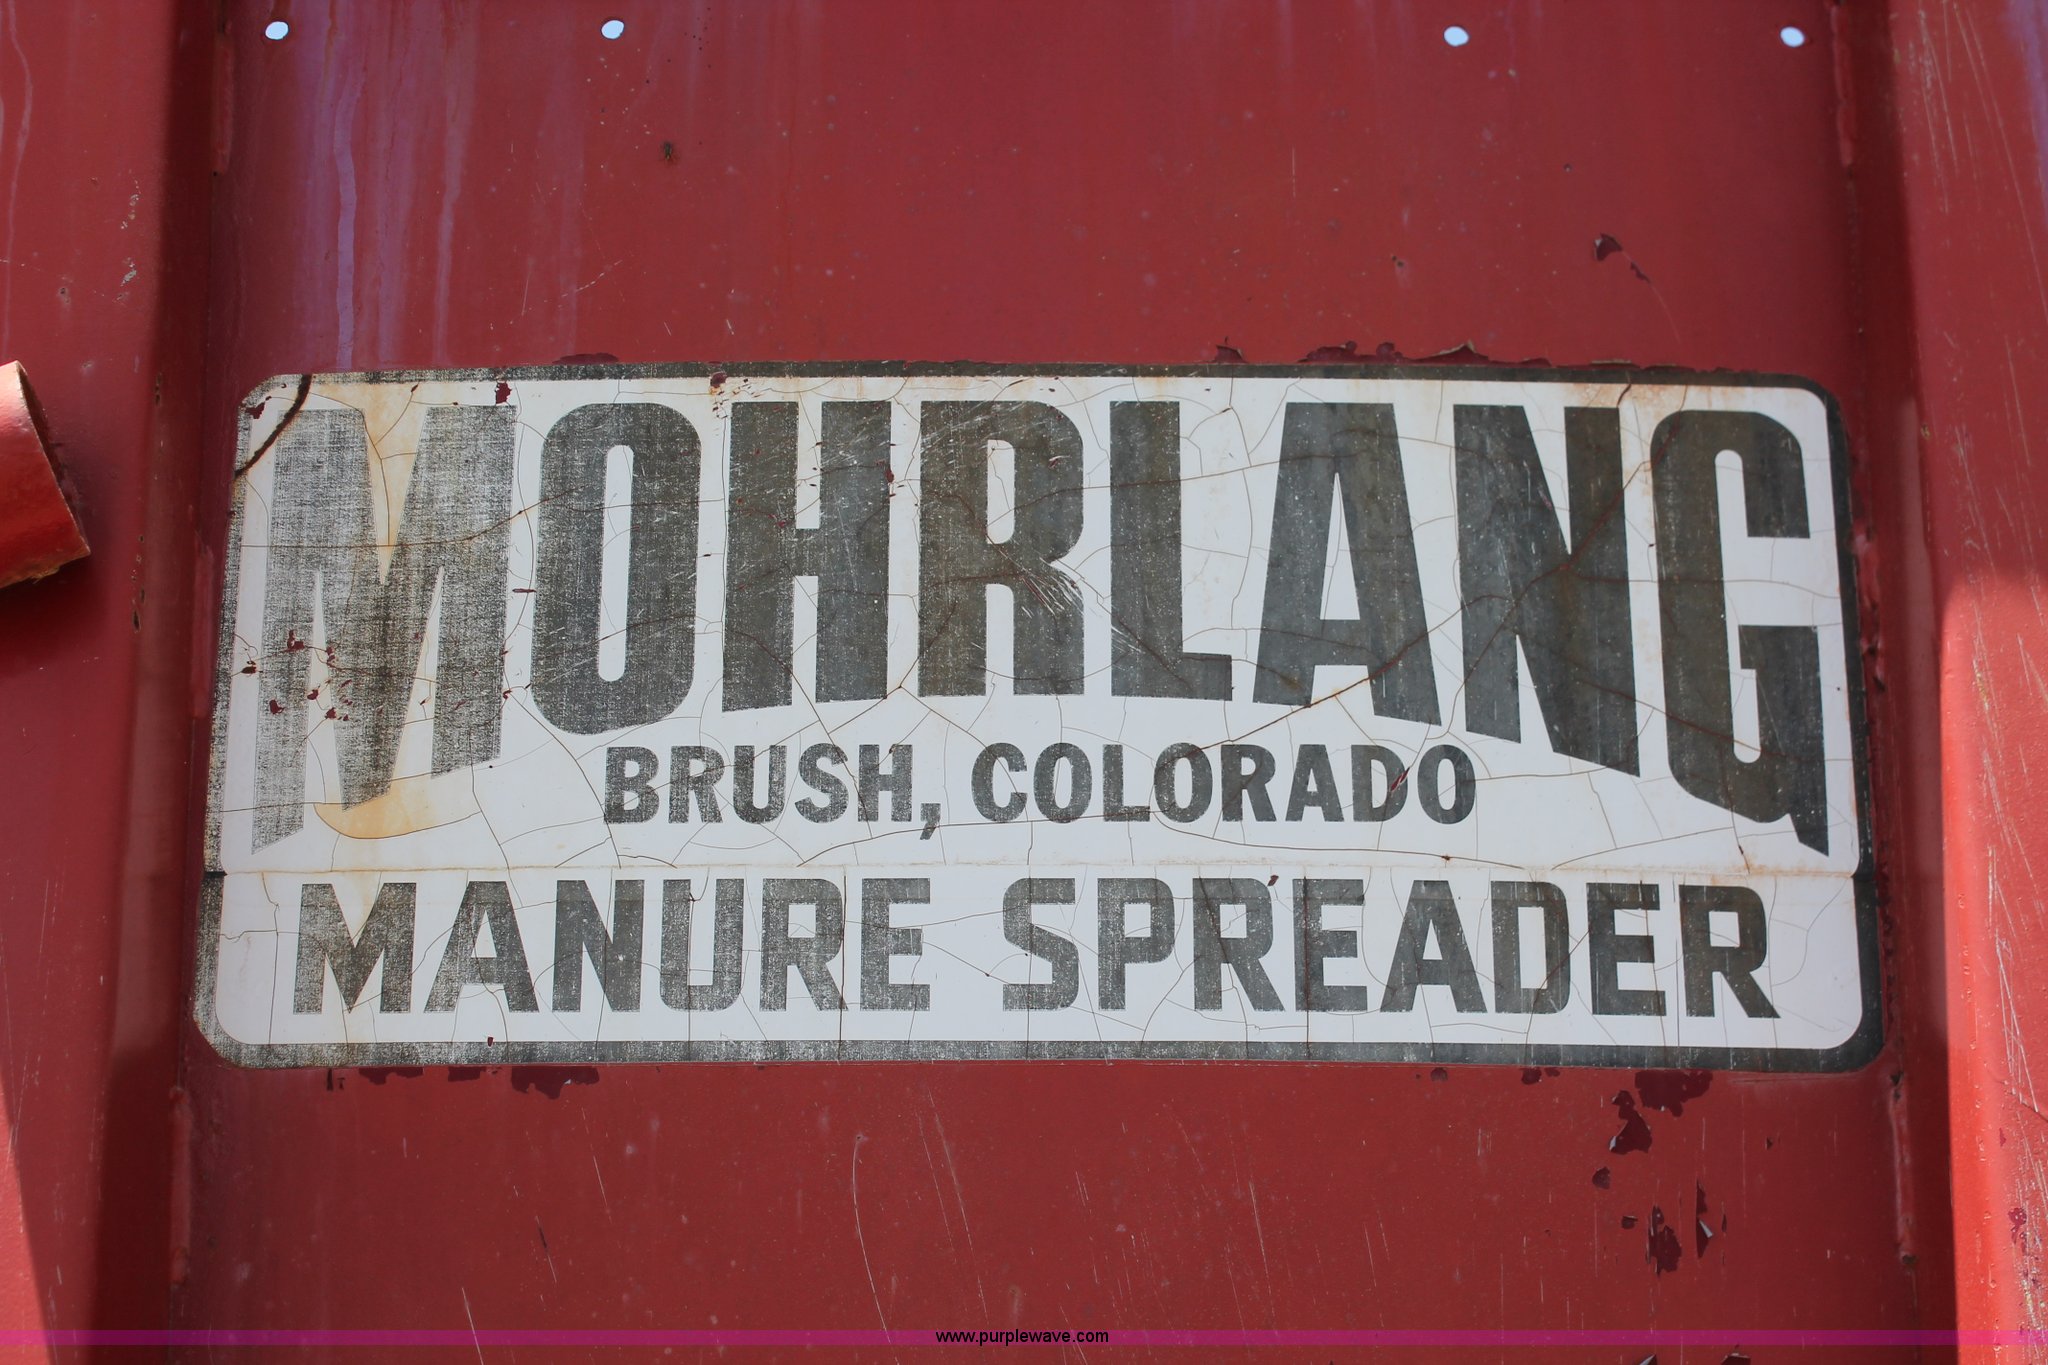 MOHRLANG
BRUSH, COLORADO
MANURE SPREADER
www.purplewave.com